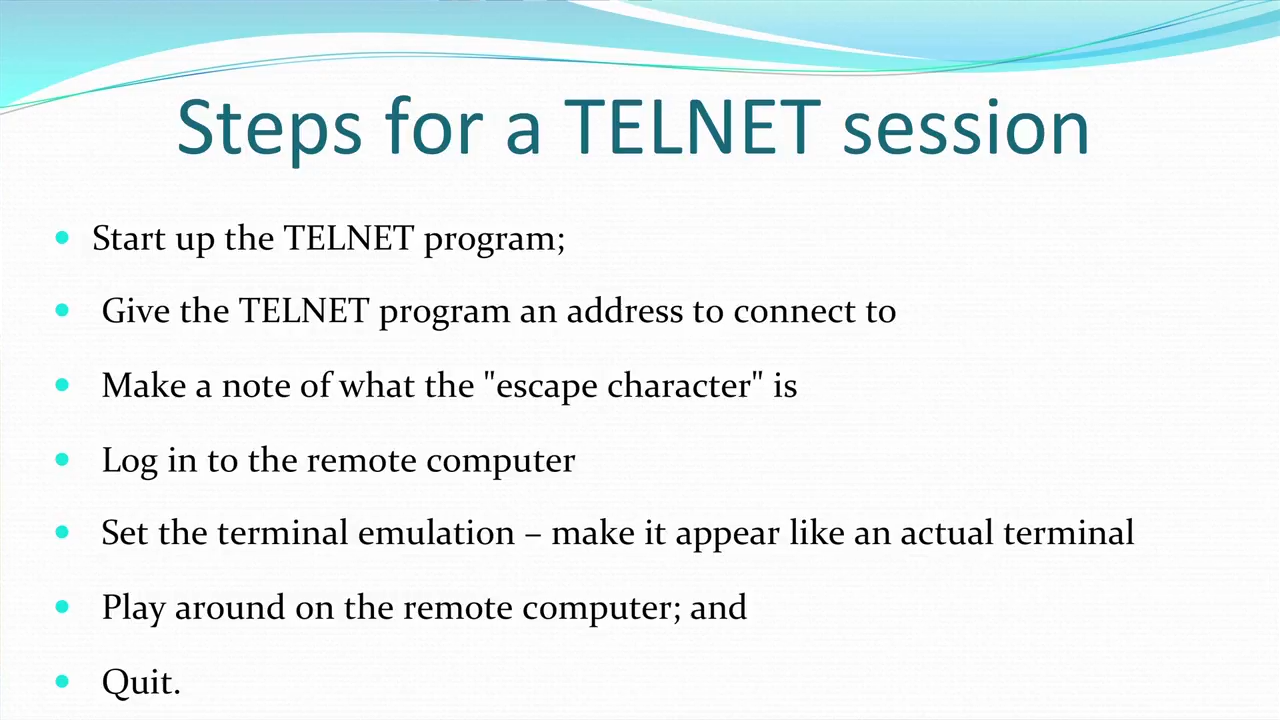 Steps for a TELNET session
• Start up the TELNET program;
• Give the TELNET program an address to connect to
• Make a note of what the "escape character" is
• Log in to the remote computer
• Set the terminal emulation – make it appear like an actual terminal
• Play around on the remote computer; and
• Quit.